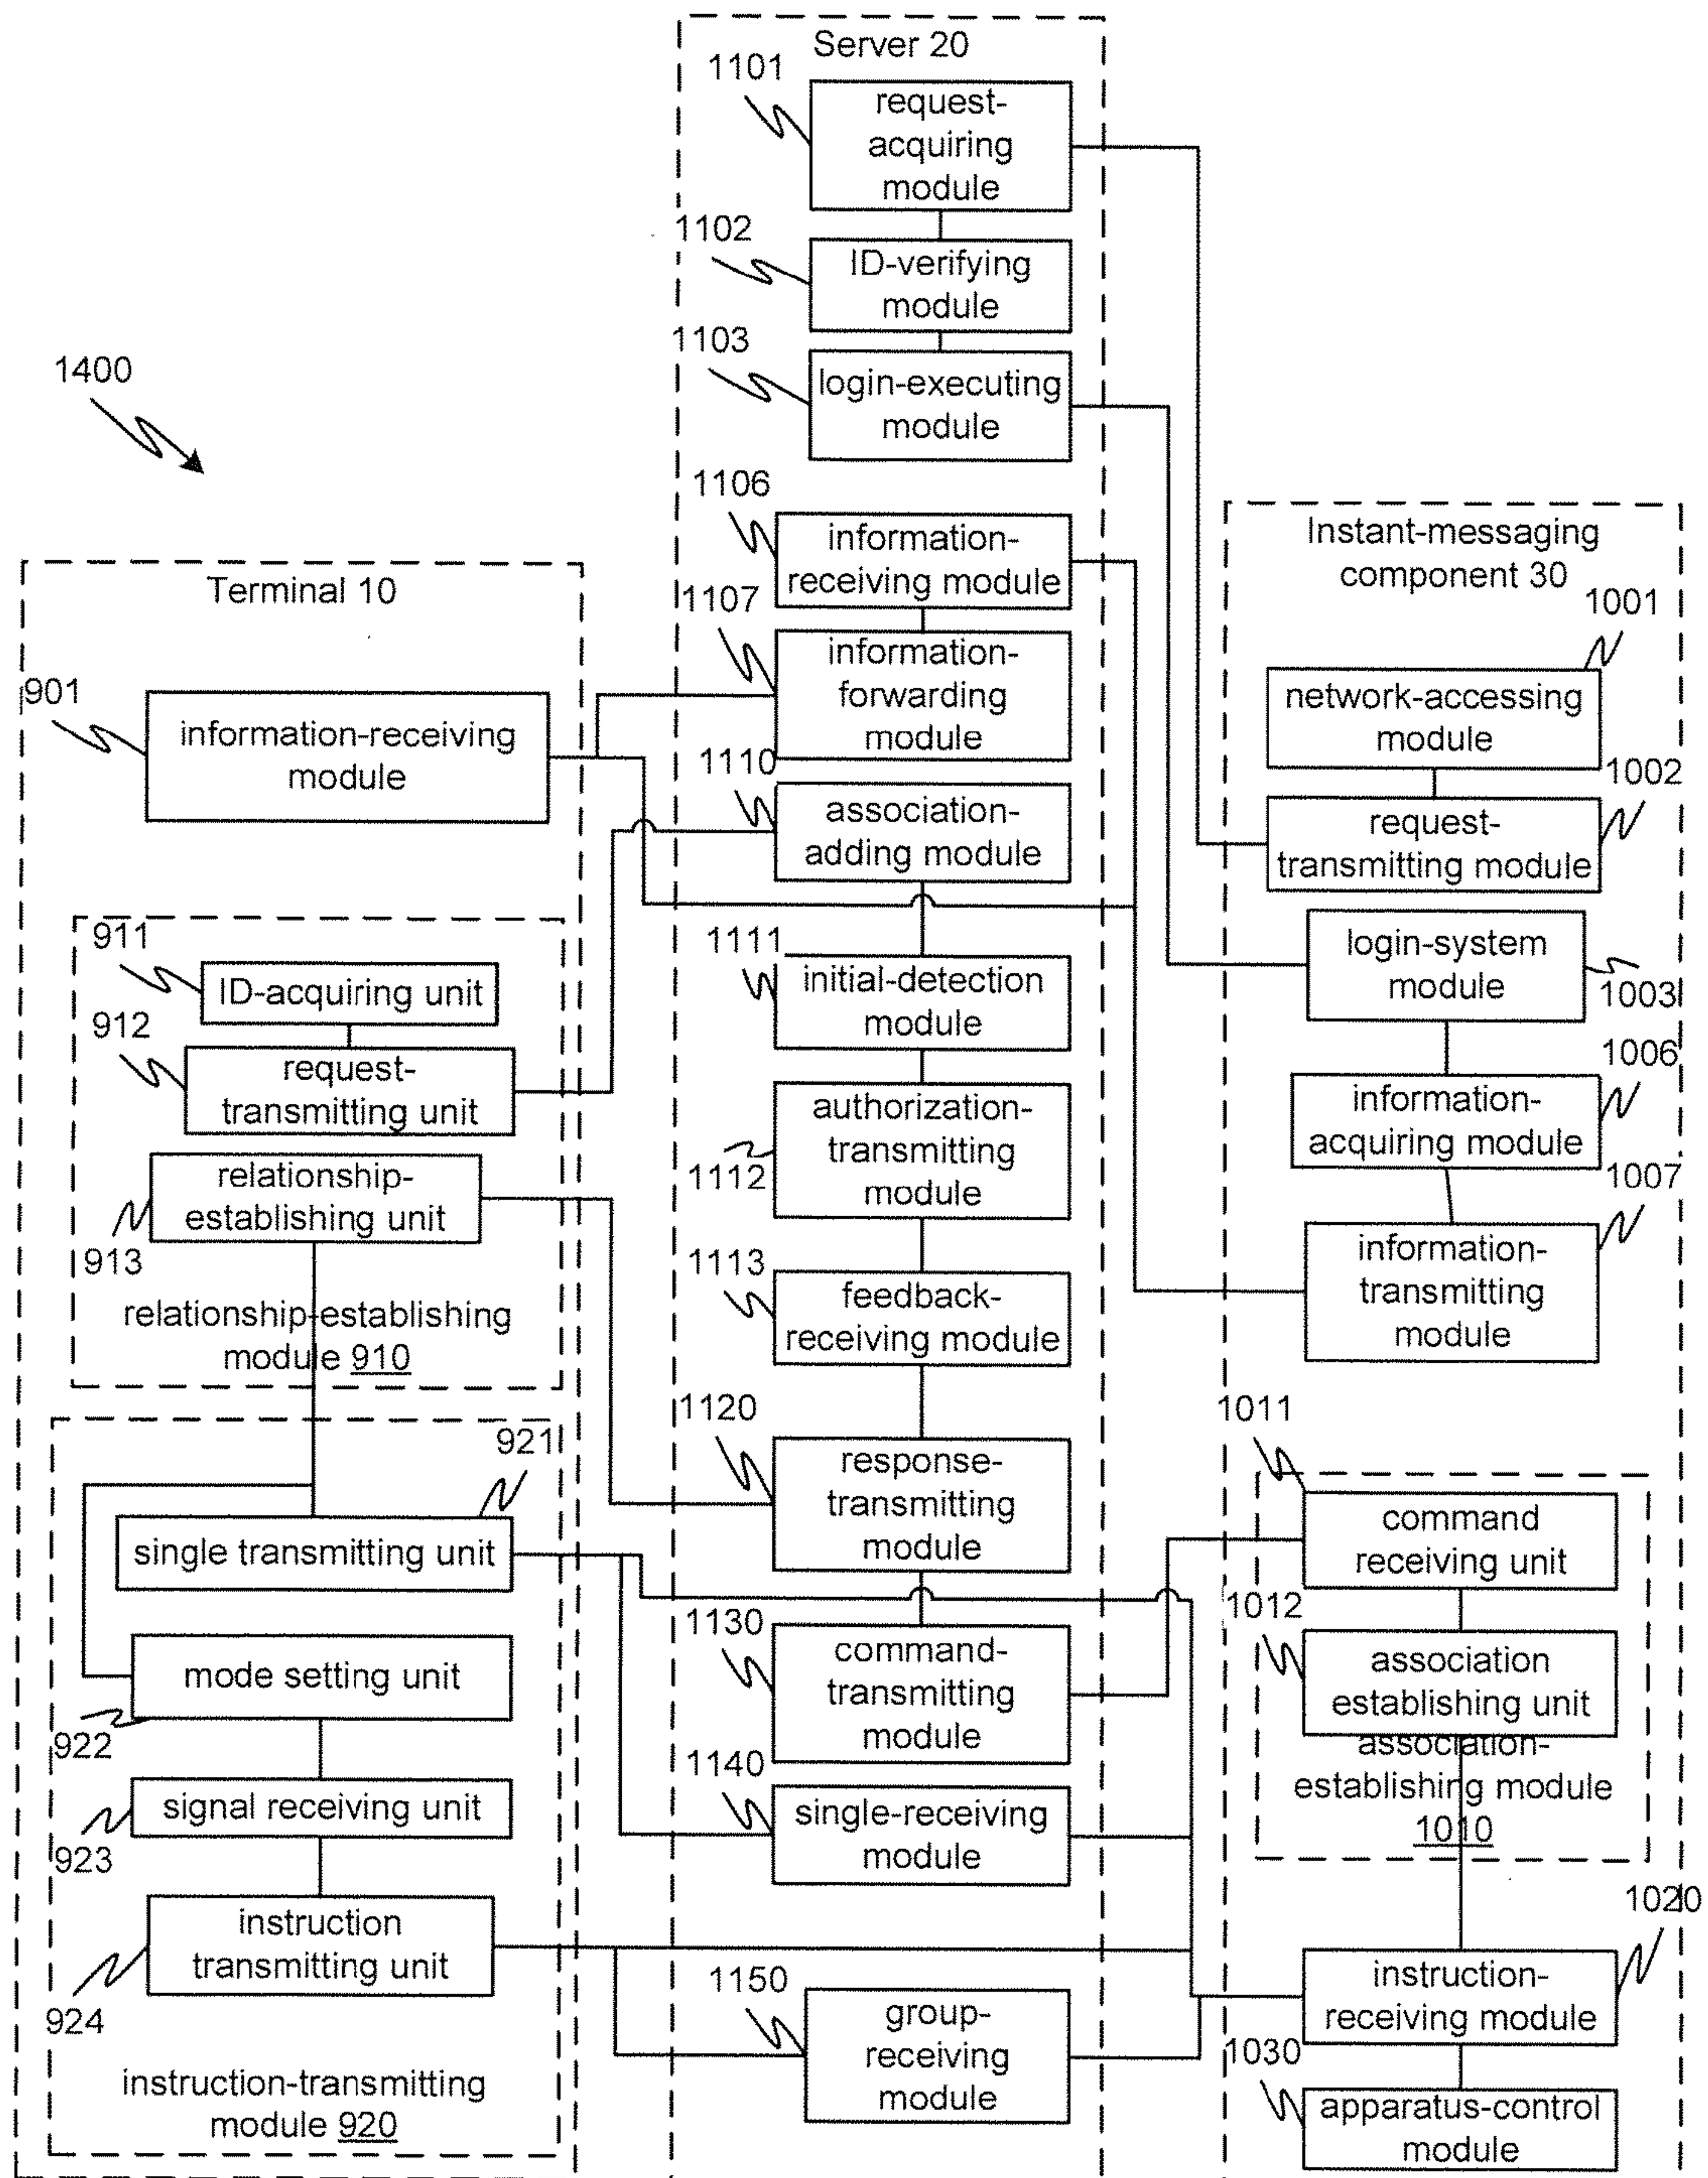 1400
Server 20
1101
request-
acquiring
module
1102
ID-verifying
module
1103
login-executing
module
1106
information-
receiving module
1107
information-
forwarding
module
1110
association-
adding module
1111
initial-detection
module
1112
authorization-
transmitting
module
1113
feedback-
receiving module
1120
response-
transmitting
module
1130
command-
transmitting
module
1140
single-receiving
module
1150
group-
receiving
module
Terminal 10
901
information-receiving
module
911
ID-acquiring unit
912
request-
transmitting unit
relationship-
establishing unit
913
relationship-establishing
module 910
921
single transmitting unit
mode setting unit
922
signal receiving unit
923
instruction
transmitting unit
924
instruction-transmitting
module 920
Instant-messaging
component 30
1001
network-accessing
module
1002
request-
transmitting module
login-system
module
1003
1006
information-
acquiring module
1007
information-
transmitting
module
1011
command
receiving unit
1012
association
establishing unit
association-
establishing module
1010
1020
instruction-
receiving module
1030
apparatus-control
module